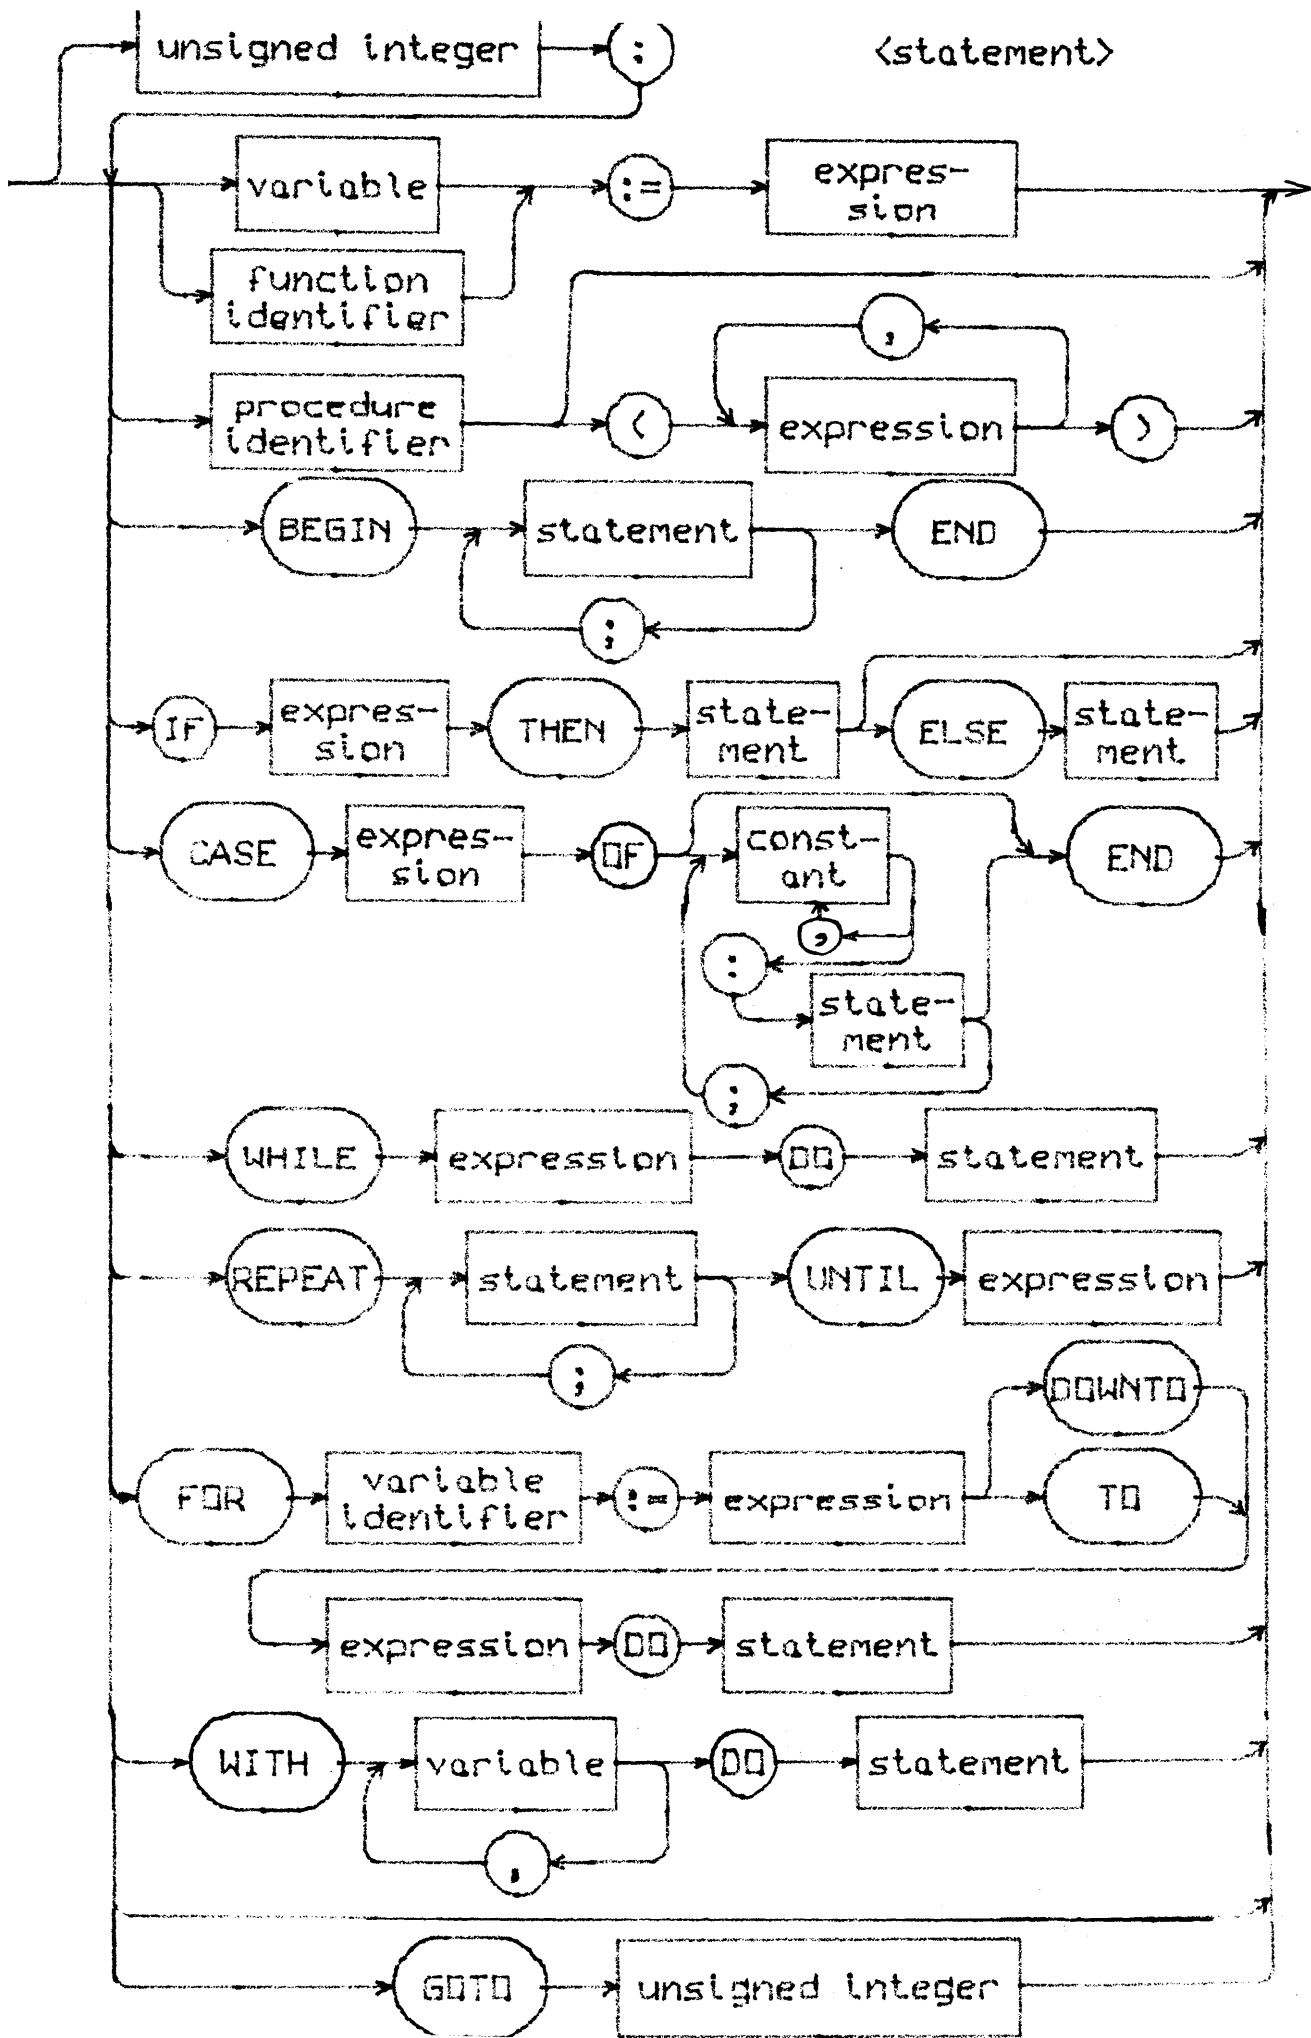 unsigned integer
:
<statement>
variable
:=
expres-
sion
function
identifier
,
procedure
identifier
(
expression
)
BEGIN
statement
END
;
IF
expres-
sion
THEN
state-
ment
ELSE
state-
ment
CASE
expres-
sion
OF
const-
ant
END
,
:
state-
ment
;
WHILE
expression
DO
statement
REPEAT
statement
UNTIL
expression
;
DOWNTO
FOR
variable
identifier
:=
expression
TO
expression
DO
statement
WITH
variable
DO
statement
,
GOTO
unsigned integer